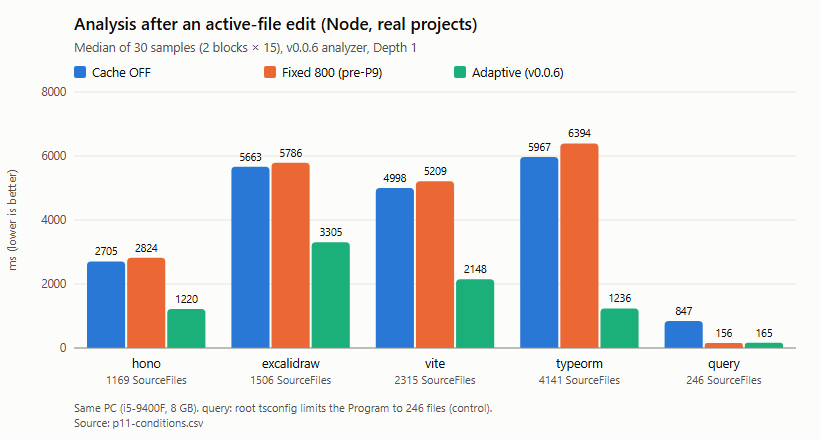 Analysis after an active-file edit (Node, real projects)
Median of 30 samples (2 blocks × 15), v0.0.6 analyzer, Depth 1
Cache OFF
Fixed 800 (pre-P9)
Adaptive (v0.0.6)
ms (lower is better)
8000
6000
4000
2000
0
2705
2824
1220
5663
5786
3305
4998
5209
2148
5967
6394
1236
847
156
165
hono
excalidraw
vite
typeorm
query
1169 SourceFiles
1506 SourceFiles
2315 SourceFiles
4141 SourceFiles
246 SourceFiles
Same PC (i5-9400F, 8 GB). query: root tsconfig limits the Program to 246 files (control).
Source: p11-conditions.csv